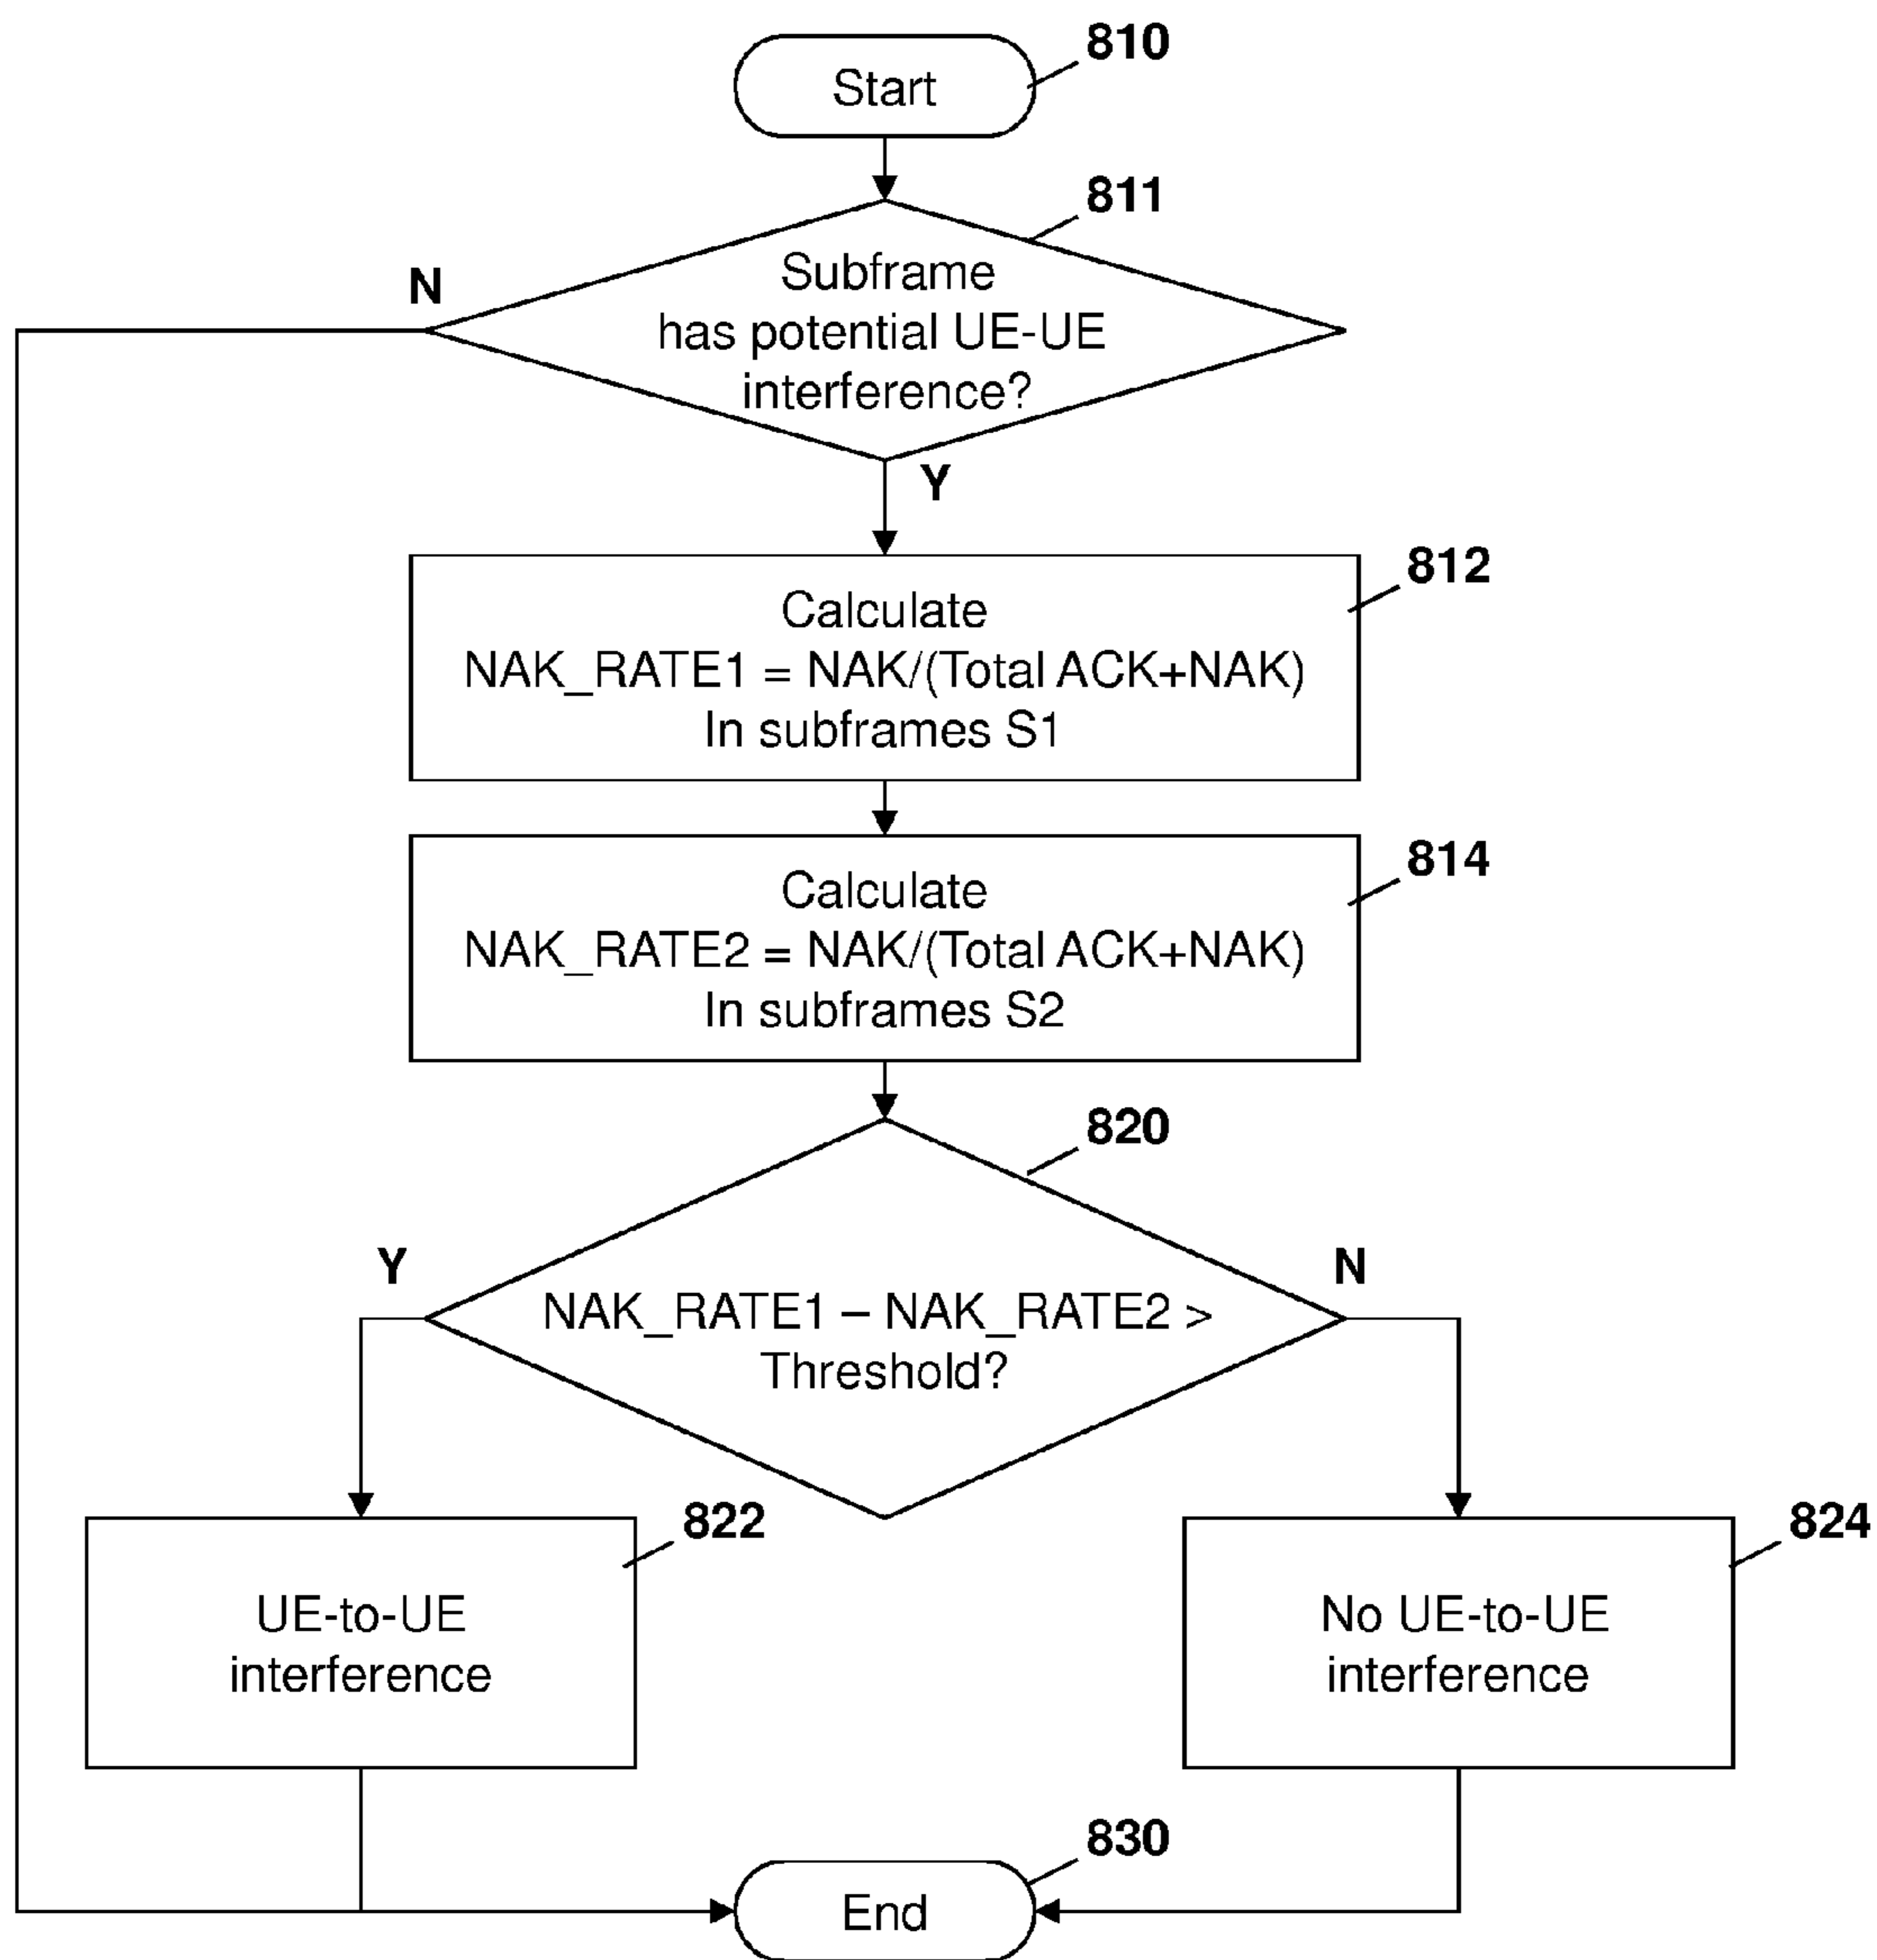 810
Start
811
Subframe
has potential UE-UE
interference?
N
Y
812
Calculate
NAK_RATE1 = NAK/(Total ACK+NAK)
In subframes S1
814
Calculate
NAK_RATE2 = NAK/(Total ACK+NAK)
In subframes S2
820
Y
N
NAK_RATE1 – NAK_RATE2 >
Threshold?
822
UE-to-UE
interference
824
No UE-to-UE
interference
830
End